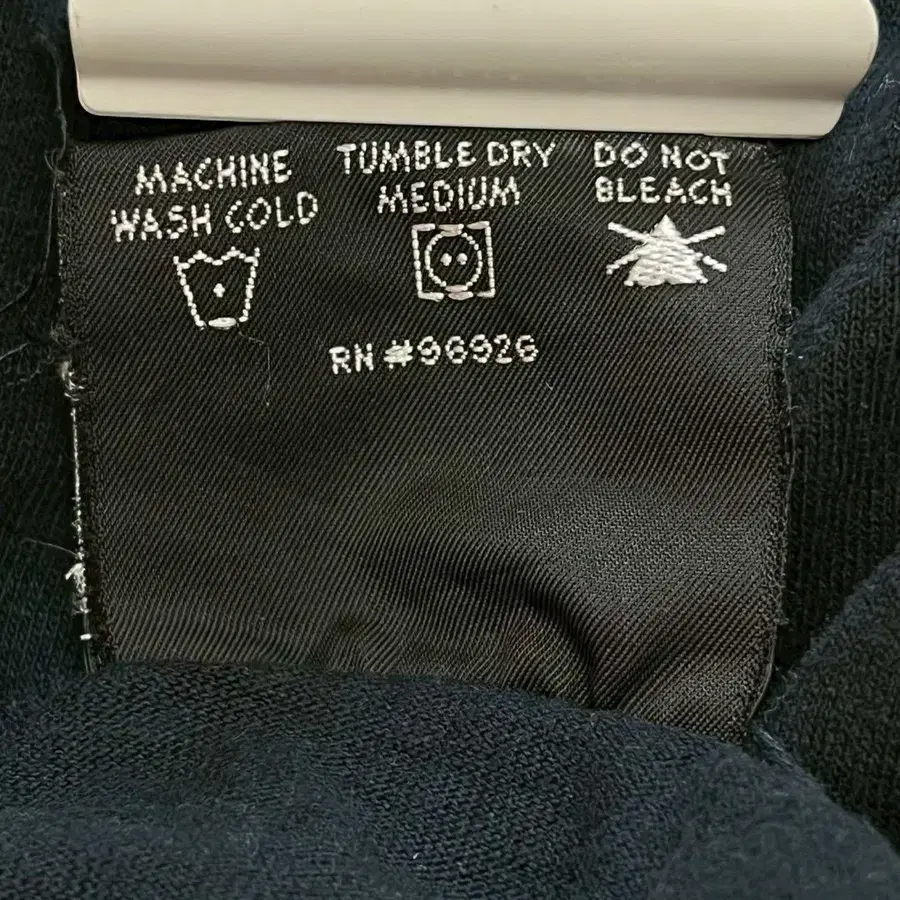 MACHINE
WASH COLD
TUMBLE DRY
MEDIUM
DO NOT
BLEACH
RN #96926